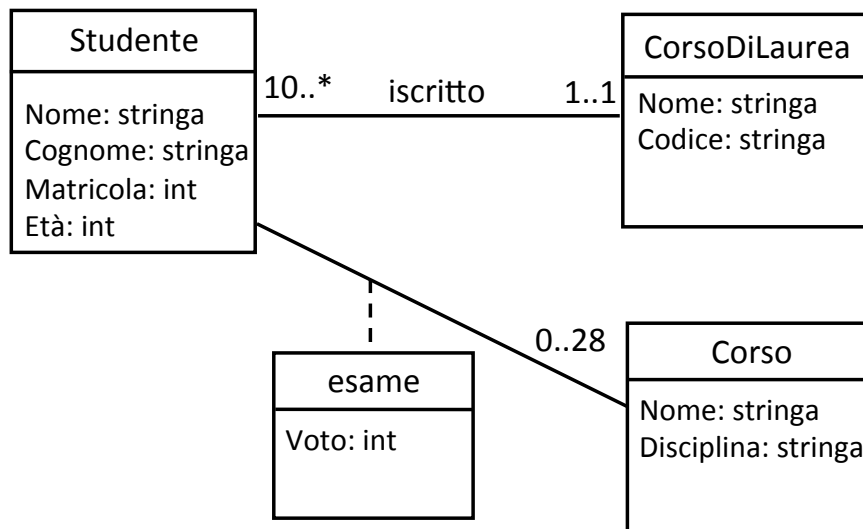 Studente
Nome: stringa
Cognome: stringa
Matricola: int
Età: int
10..*
iscritto
1..1
CorsoDiLaurea
Nome: stringa
Codice: stringa
0..28
esame
Voto: int
Corso
Nome: stringa
Disciplina: stringa